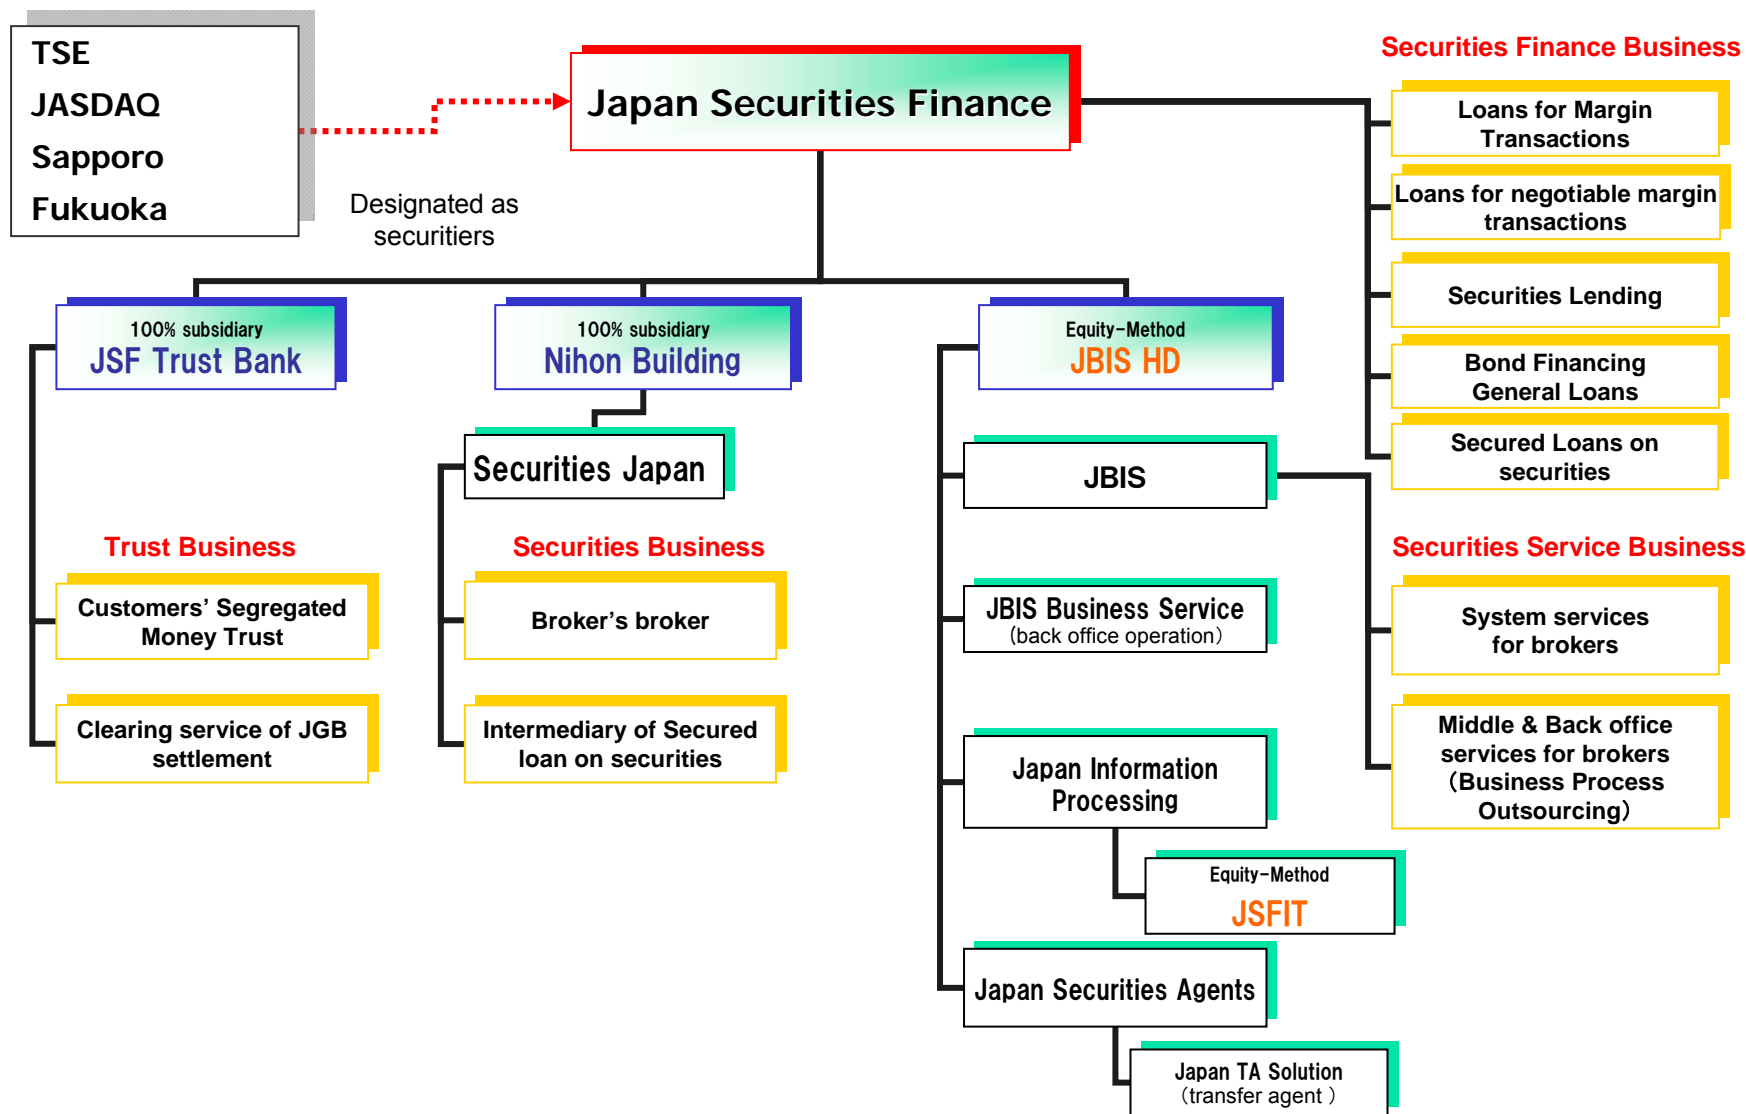 TSE
JASDAQ
Sapporo
Fukuoka
Designated as
securitiers
Japan Securities Finance
Securities Finance Business
Loans for Margin
Transactions
Loans for negotiable margin
transactions
Securities Lending
Bond Financing
General Loans
Secured Loans on
securities
100% subsidiary
JSF Trust Bank
100% subsidiary
Nihon Building
Equity-Method
JBIS HD
Securities Japan
JBIS
Trust Business
Customers’ Segregated
Money Trust
Clearing service of JGB
settlement
Securities Business
Broker’s broker
Intermediary of Secured
loan on securities
JBIS Business Service
(back office operation)
Japan Information
Processing
Equity-Method
JSFIT
Japan Securities Agents
Japan TA Solution
(transfer agent )
Securities Service Business
System services
for brokers
Middle & Back office
services for brokers
(Business Process
Outsourcing)